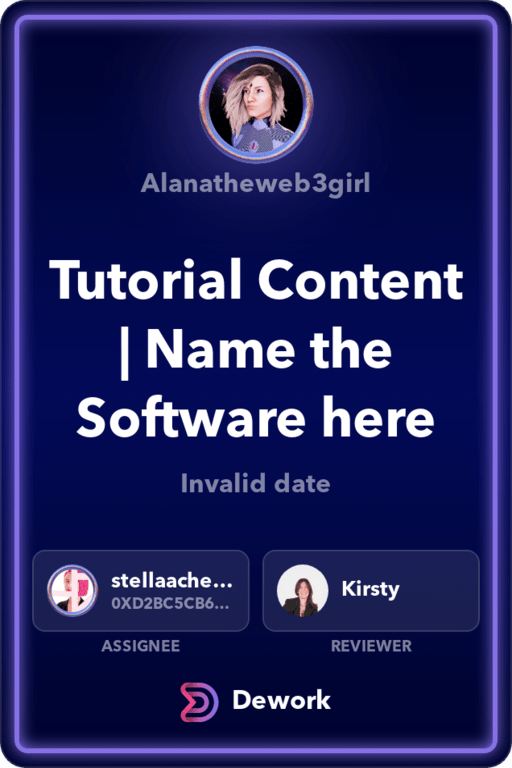 Alanatheweb3girl
Tutorial Content
| Name the
Software here
Invalid date
stellaache...
0XD2BC5CB6...
Kirsty
ASSIGNEE
REVIEWER
Dework